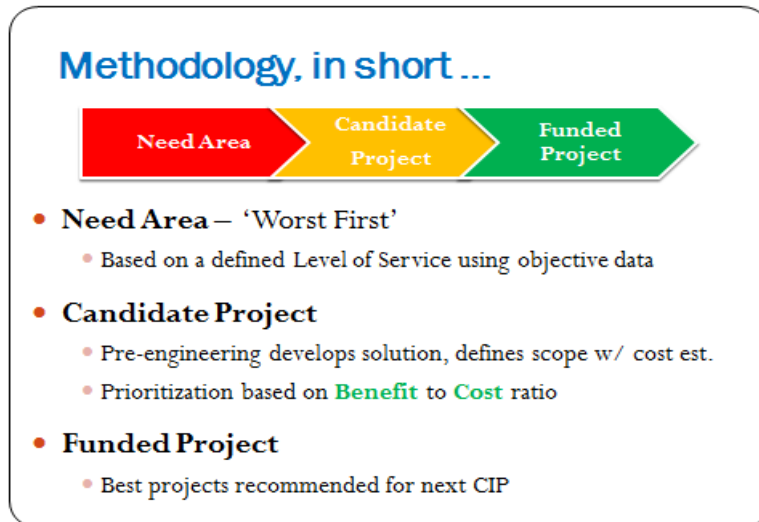 Methodology, in short ...
Need Area
Candidate
Project
Funded
Project
• Need Area – ‘Worst First’
• Based on a defined Level of Service using objective data
• Candidate Project
• Pre-engineering develops solution, defines scope w/ cost est.
• Prioritization based on Benefit to Cost ratio
• Funded Project
• Best projects recommended for next CIP